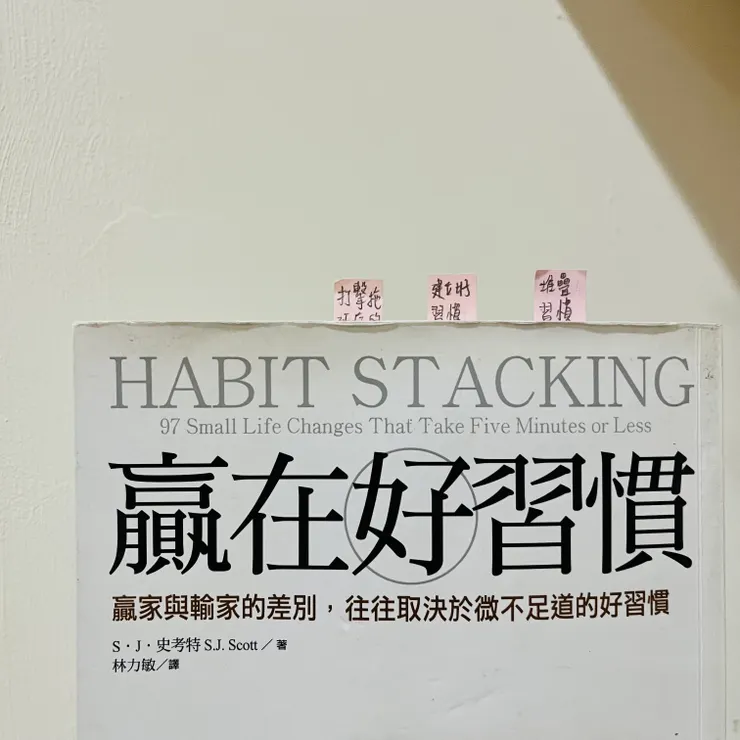 打擊拖
習慣
堆疊
習慣
HABIT STACKING
97 Small Life Changes That Take Five Minutes or Less
贏在好習慣
贏家與輸家的差別，往往取決於微不足道的好習慣
S・J・史考特 S.J. Scott／著
林力敏／譯